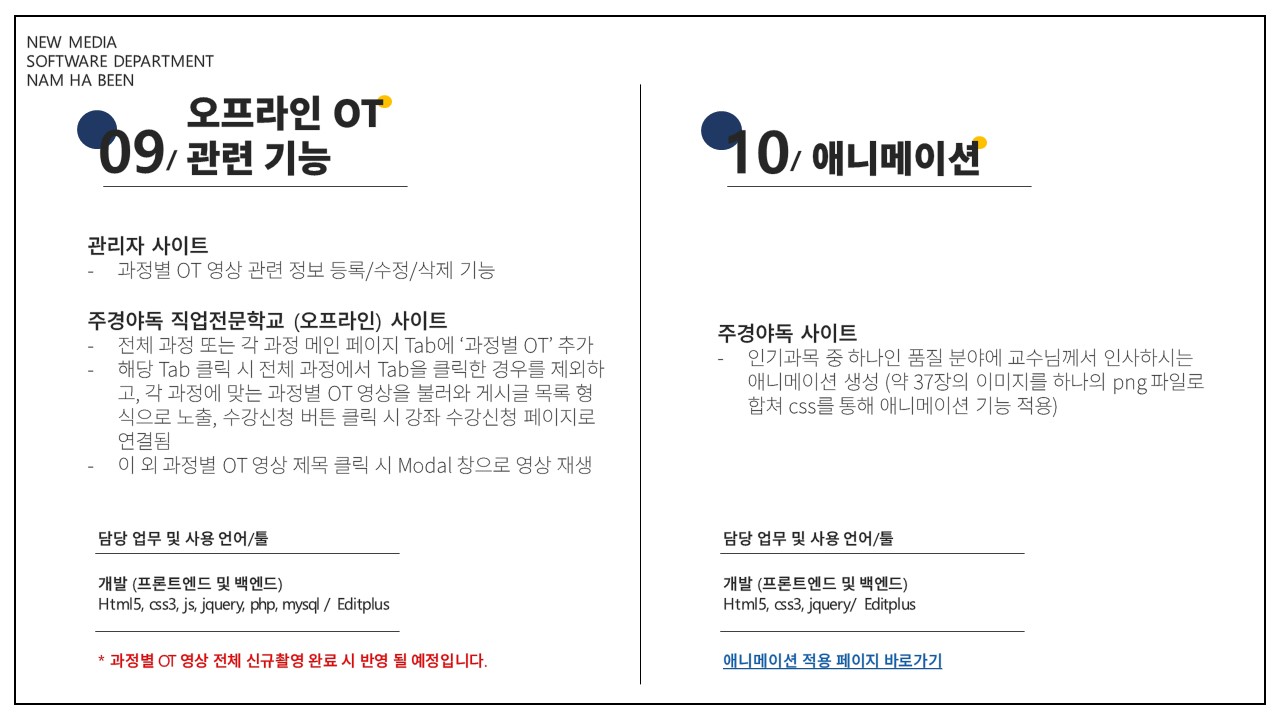 NEW MEDIA
SOFTWARE DEPARTMENT
NAM HA BEEN
09/ 오프라인 OT
관련 기능
관리자 사이트
- 과정별 OT 영상 관련 정보 등록/수정/삭제 기능
주경야독 직업전문학교 (오프라인) 사이트
- 전체 과정 또는 각 과정 메인 페이지 Tab에 ‘과정별 OT’ 추가
- 해당 Tab 클릭 시 전체 과정에서 Tab을 클릭한 경우를 제외하
고, 각 과정에 맞는 과정별 OT 영상을 불러와 게시글 목록 형
식으로 노출, 수강신청 버튼 클릭 시 강좌 수강신청 페이지로
연결됨
- 이 외 과정별 OT 영상 제목 클릭 시 Modal 창으로 영상 재생
담당 업무 및 사용 언어/툴
개발 (프론트엔드 및 백엔드)
Html5, css3, js, jquery, php, mysql / Editplus
* 과정별 OT 영상 전체 신규촬영 완료 시 반영 될 예정입니다.
10/ 애니메이션
주경야독 사이트
- 인기과목 중 하나인 품질 분야에 교수님께서 인사하시는
애니메이션 생성 (약 37장의 이미지를 하나의 png파일로
합쳐 css를 통해 애니메이션 기능 적용)
담당 업무 및 사용 언어/툴
개발 (프론트엔드 및 백엔드)
Html5, css3, jquery/ Editplus
애니메이션 적용 페이지 바로가기